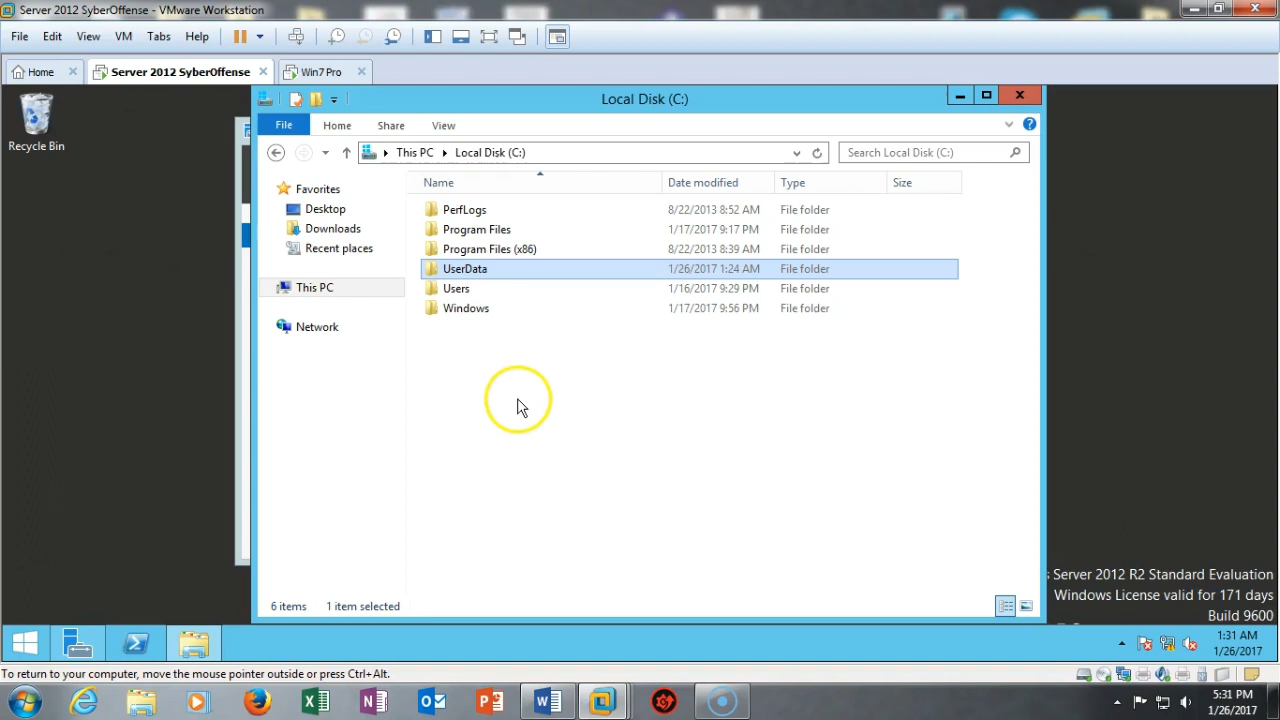 Server 2012 SyberOffense - VMware Workstation
File Edit View VM Tabs Help
Home Server 2012 SyberOffense Win7 Pro
Recycle Bin
Local Disk (C:)
File Home Share View
This PC Local Disk (C:) Search Local Disk (C:)
Name Date modified Type Size
Favorites
Desktop
Downloads
Recent places
This PC
Network
PerfLogs 8/22/2013 8:52 AM File folder
Program Files 1/17/2017 9:17 PM File folder
Program Files (x86) 8/22/2013 8:39 AM File folder
UserData 1/26/2017 1:24 AM File folder
Users 1/16/2017 9:29 PM File folder
Windows 1/17/2017 9:56 PM File folder
6 items 1 item selected
Server 2012 R2 Standard Evaluation
Windows License valid for 171 days
Build 9600
1:31 AM
1/26/2017
To return to your computer, move the mouse pointer outside or press Ctrl+Alt.
5:31 PM
1/26/2017